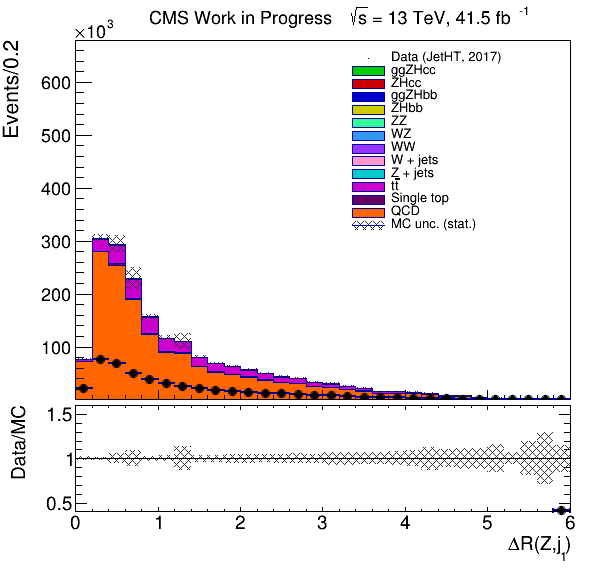 CMS Work in Progress √s = 13 TeV, 41.5 fb⁻¹
×10³
Events/0.2
600
500
400
300
200
100
Data (JetHT, 2017)
ggZHcc
ZHcc
ggZHbb
ZHbb
ZZ
WZ
WW
W + jets
Z + jets
tt̅
Single top
QCD
MC unc. (stat.)
Data/MC
1.5
1
0.5
0 1 2 3 4 5 6
ΔR(Z,j₁)